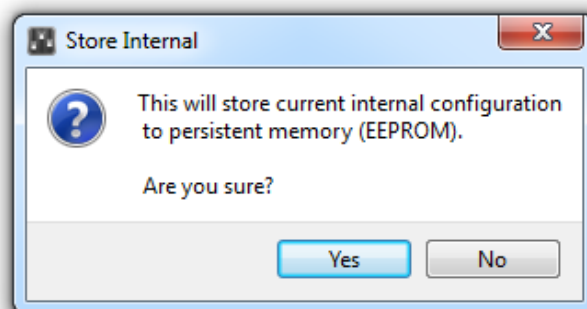 Store Internal
This will store current internal configuration
to persistent memory (EEPROM).
Are you sure?
Yes
No